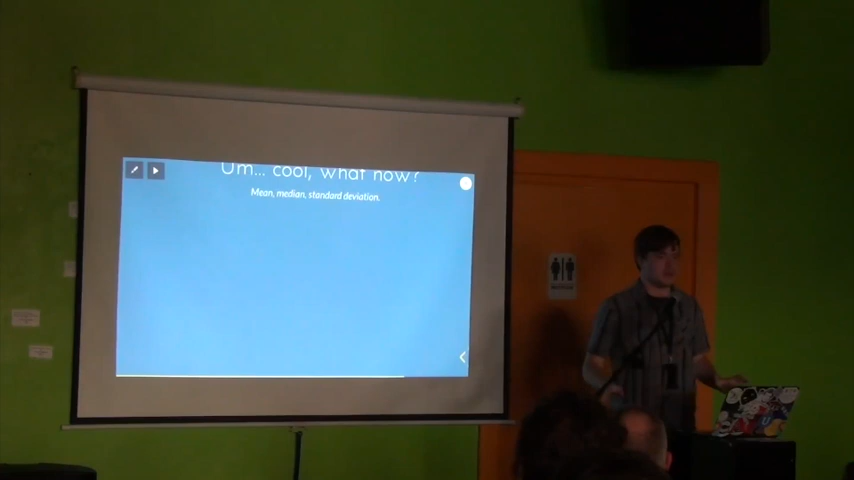 Um... cool, what now?
Mean, median, standard deviation.